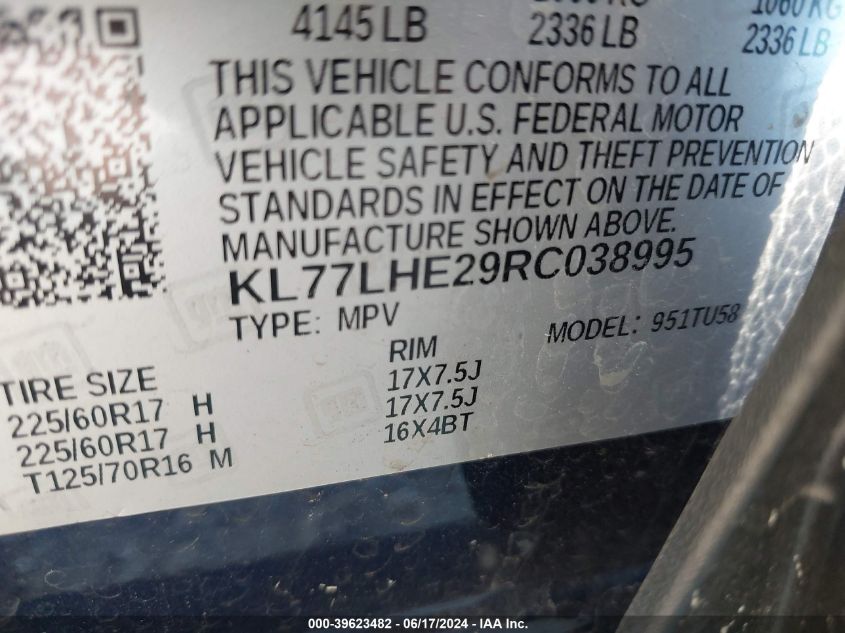 1060 KG
4145 LB 2336 LB 2336 LB
THIS VEHICLE CONFORMS TO ALL
APPLICABLE U.S. FEDERAL MOTOR
VEHICLE SAFETY AND THEFT PREVENTION
STANDARDS IN EFFECT ON THE DATE OF
MANUFACTURE SHOWN ABOVE.
KL77LHE29RC038995
TYPE: MPV MODEL: 951TU58
TIRE SIZE RIM
225/60R17 H 17X7.5J
225/60R17 H 17X7.5J
T125/70R16 M 16X4BT
000-39623482 - 06/17/2024 - IAA Inc.